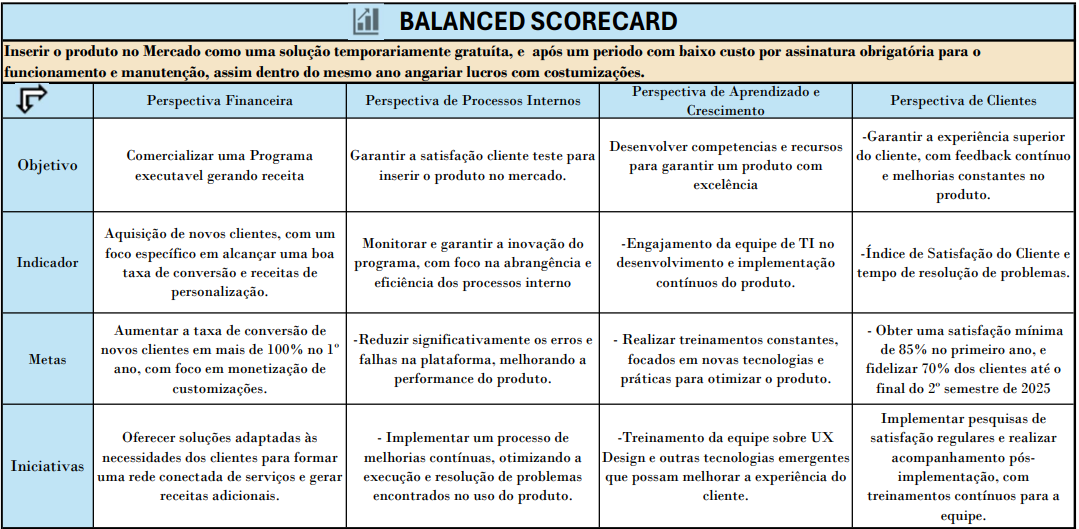 BALANCED SCORECARD
Inserir o produto no Mercado como uma solução temporariamente gratuíta, e após um periodo com baixo custo por assinatura obrigatória para o
funcionamento e manutenção, assim dentro do mesmo ano angariar lucros com costumizações.
Perspectiva Financeira
Perspectiva de Processos Internos
Perspectiva de Aprendizado e
Crescimento
Perspectiva de Clientes
Objetivo
Comercializar uma Programa
executavel gerando receita
Garantir a satisfação cliente teste para
inserir o produto no mercado.
Desenvolver competencias e recursos
para garantir um produto com
excelência
-Garantir a experiência superior
do cliente, com feedback contínuo
e melhorias constantes no
produto.
Indicador
Aquisição de novos clientes, com um
foco específico em alcançar uma boa
taxa de conversão e receitas de
personalização.
Monitorar e garantir a inovação do
programa, com foco na abrangência e
eficiência dos processos interno
-Engajamento da equipe de TI no
desenvolvimento e implementação
contínuos do produto.
-Índice de Satisfação do Cliente e
tempo de resolução de problemas.
Metas
Aumentar a taxa de conversão de
novos clientes em mais de 100% no 1º
ano, com foco em monetização de
customizações.
-Reduzir significativamente os erros e
falhas na plataforma, melhorando a
performance do produto.
- Realizar treinamentos constantes,
focados em novas tecnologias e
práticas para otimizar o produto.
- Obter uma satisfação mínima
de 85% no primeiro ano, e
fidelizar 70% dos clientes até o
final do 2º semestre de 2025
Iniciativas
Oferecer soluções adaptadas às
necessidades dos clientes para formar
uma rede conectada de serviços e gerar
receitas adicionais.
- Implementar um processo de
melhorias contínuas, otimizando a
execução e resolução de problemas
encontrados no uso do produto.
-Treinamento da equipe sobre UX
Design e outras tecnologias emergentes
que possam melhorar a experiência do
cliente.
Implementar pesquisas de
satisfação regulares e realizar
acompanhamento pós-
implementação, com
treinamentos contínuos para a
equipe.